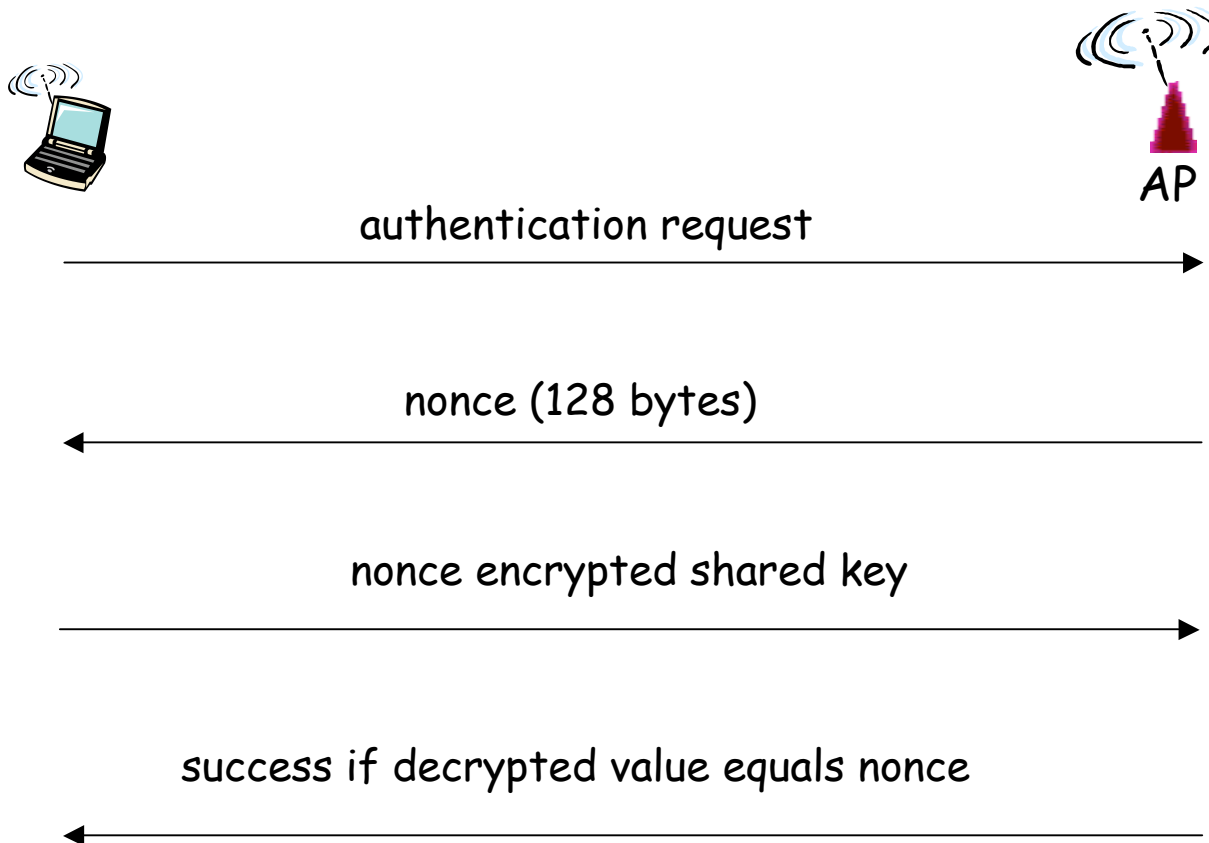 AP
authentication request
nonce (128 bytes)
nonce encrypted shared key
success if decrypted value equals nonce